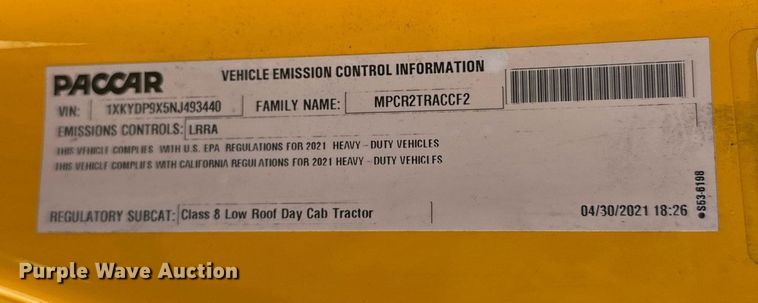 PACCAR
VEHICLE EMISSION CONTROL INFORMATION
VIN: 1XKYDP9X5NJ493440 FAMILY NAME: MPCR2TRACCF2
EMISSIONS CONTROLS: LRRA
THIS VEHICLE COMPLIES WITH U.S. EPA REGULATIONS FOR 2021 HEAVY - DUTY VEHICLES
THIS VEHICLE COMPLIES WITH CALIFORNIA REGULATIONS FOR 2021 HEAVY - DUTY VEHICLES
REGULATORY SUBCAT: Class 8 Low Roof Day Cab Tractor 04/30/2021 18:26
●S53-6198
Purple Wave Auction